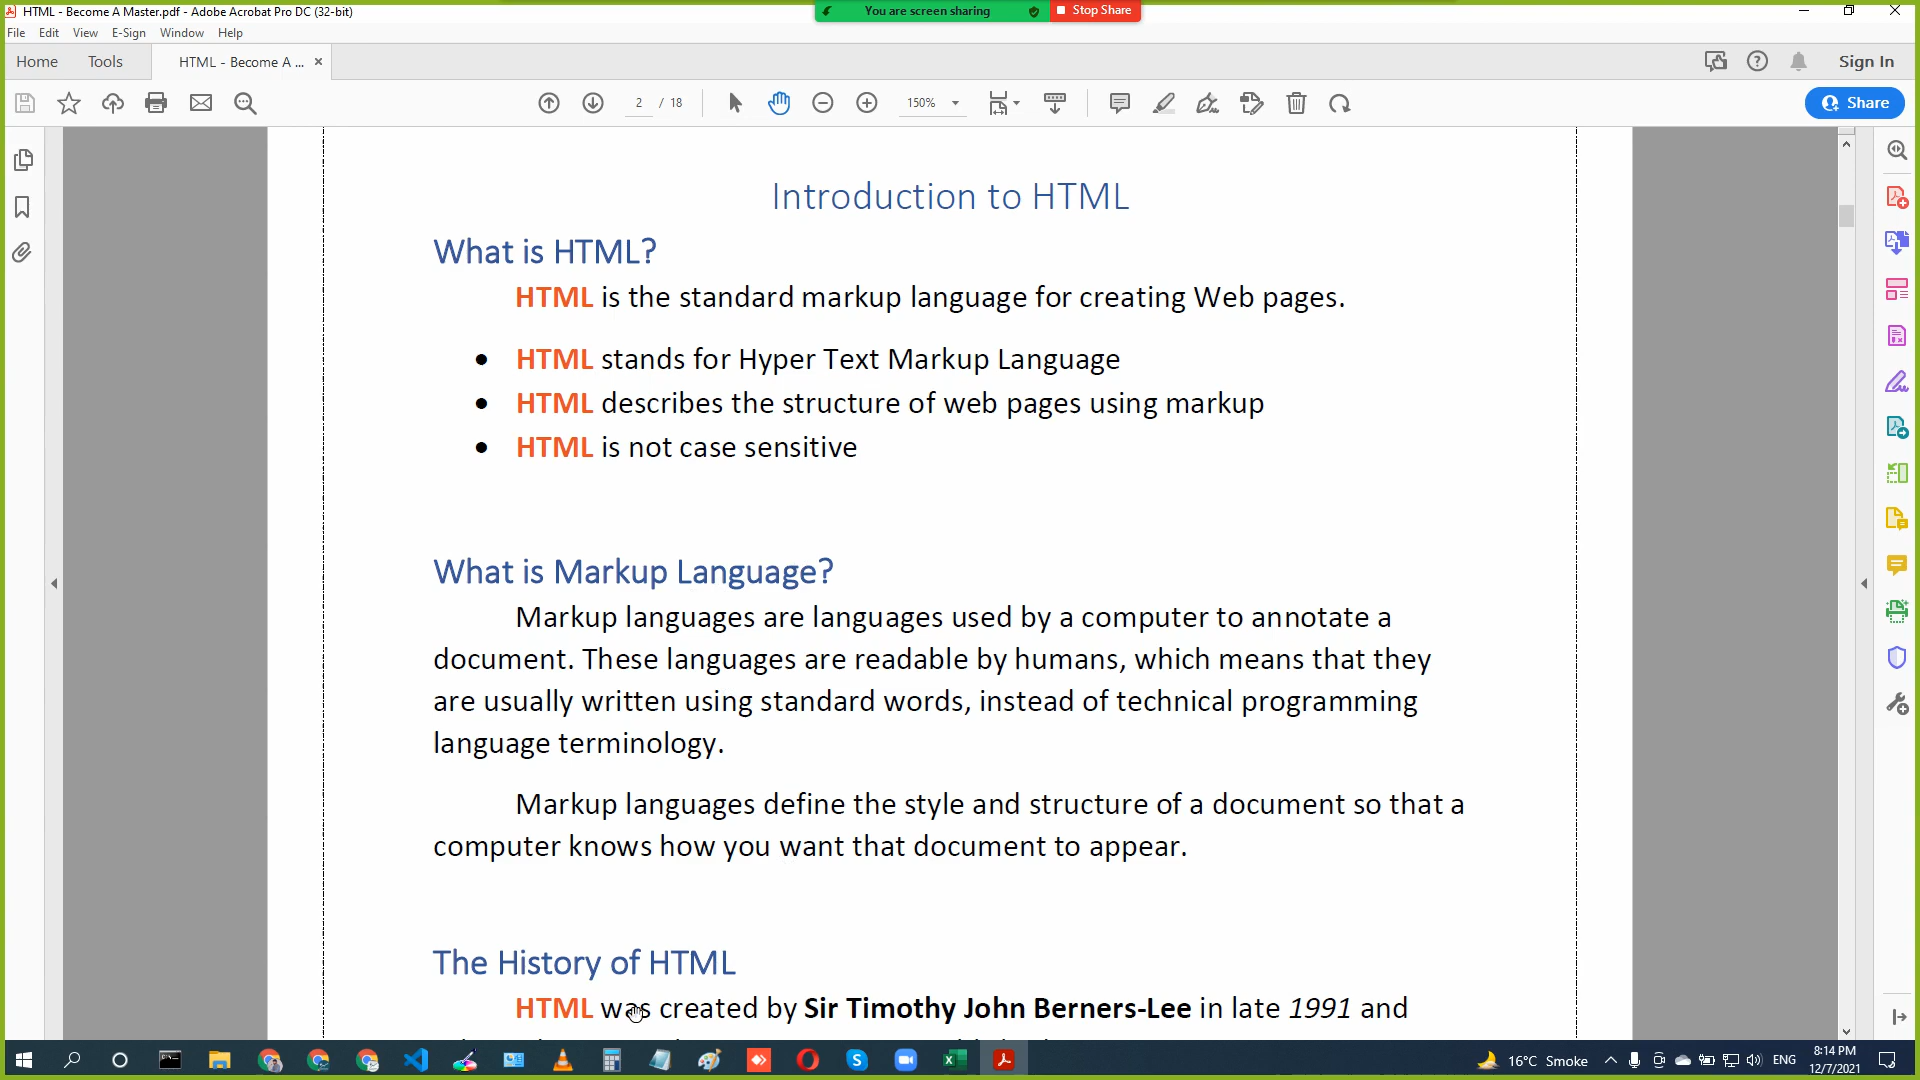 HTML - Become A Master.pdf - Adobe Acrobat Pro DC (32-bit)
You are screen sharing
Stop Share
File Edit View E-Sign Window Help
Home Tools HTML - Become A ... ×
Sign In
2 / 18
150%
Share
Introduction to HTML
What is HTML?
HTML is the standard markup language for creating Web pages.
• HTML stands for Hyper Text Markup Language
• HTML describes the structure of web pages using markup
• HTML is not case sensitive
What is Markup Language?
Markup languages are languages used by a computer to annotate a
document. These languages are readable by humans, which means that they
are usually written using standard words, instead of technical programming
language terminology.
Markup languages define the style and structure of a document so that a
computer knows how you want that document to appear.
The History of HTML
HTML was created by Sir Timothy John Berners-Lee in late 1991 and
16°C Smoke
ENG
8:14 PM
12/7/2021